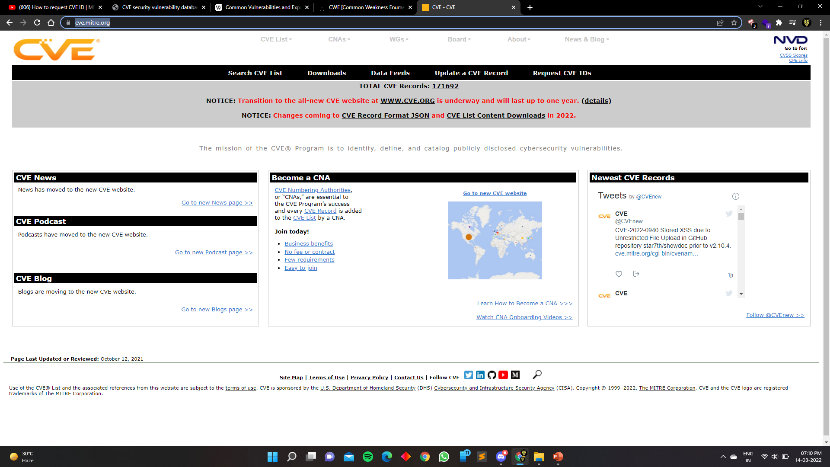 (806) How to request CVE ID | M
CVE security vulnerability datab
Common Vulnerabilities and Exp
CWE (Common Weakness Enum
CVE - CVE
cve.mitre.org
CVE®
CVE List
CNAs
WGs
Board
About
News & Blog
NVD
Go to for:
CVSS Scores
CPE Info
Search CVE List
Downloads
Data Feeds
Update a CVE Record
Request CVE IDs
TOTAL CVE Records: 171692
NOTICE: Transition to the all-new CVE website at WWW.CVE.ORG is underway and will last up to one year. (details)
NOTICE: Changes coming to CVE Record Format JSON and CVE List Content Downloads in 2022.
The mission of the CVE® Program is to identify, define, and catalog publicly disclosed cybersecurity vulnerabilities.
CVE News
News has moved to the new CVE website.
Go to new News page >>
CVE Podcast
Podcasts have moved to the new CVE website.
Go to new Podcast page >>
CVE Blog
Blogs are moving to the new CVE website.
Go to new Blogs page >>
Become a CNA
CVE Numbering Authorities,
or "CNAs," are essential to
the CVE Program's success
and every CVE Record is added
to the CVE List by a CNA.
Join today!
Business benefits
No fee or contract
Few requirements
Easy to join
Go to new CVE website
Learn How to Become a CNA >>>
Watch CNA Onboarding Videos >>
Newest CVE Records
Tweets by @CVEnew
CVE
@CVEnew
CVE-2022-0940 Stored XSS due to
Unrestricted File Upload in GitHub
repository star7th/showdoc prior to v2.10.4.
cve.mitre.org/cgi-bin/cvenam…
CVE
Follow @CVEnew >>
Page Last Updated or Reviewed: October 12, 2021
Site Map | Terms of Use | Privacy Policy | Contact Us | Follow CVE
Use of the CVE® List and the associated references from this website are subject to the terms of use. CVE is sponsored by the U.S. Department of Homeland Security (DHS) Cybersecurity and Infrastructure Security Agency (CISA). Copyright © 1999–2022, The MITRE Corporation. CVE and the CVE logo are registered
trademarks of The MITRE Corporation.
30°C
Haze
ENG
IN
07:10 PM
14-03-2022